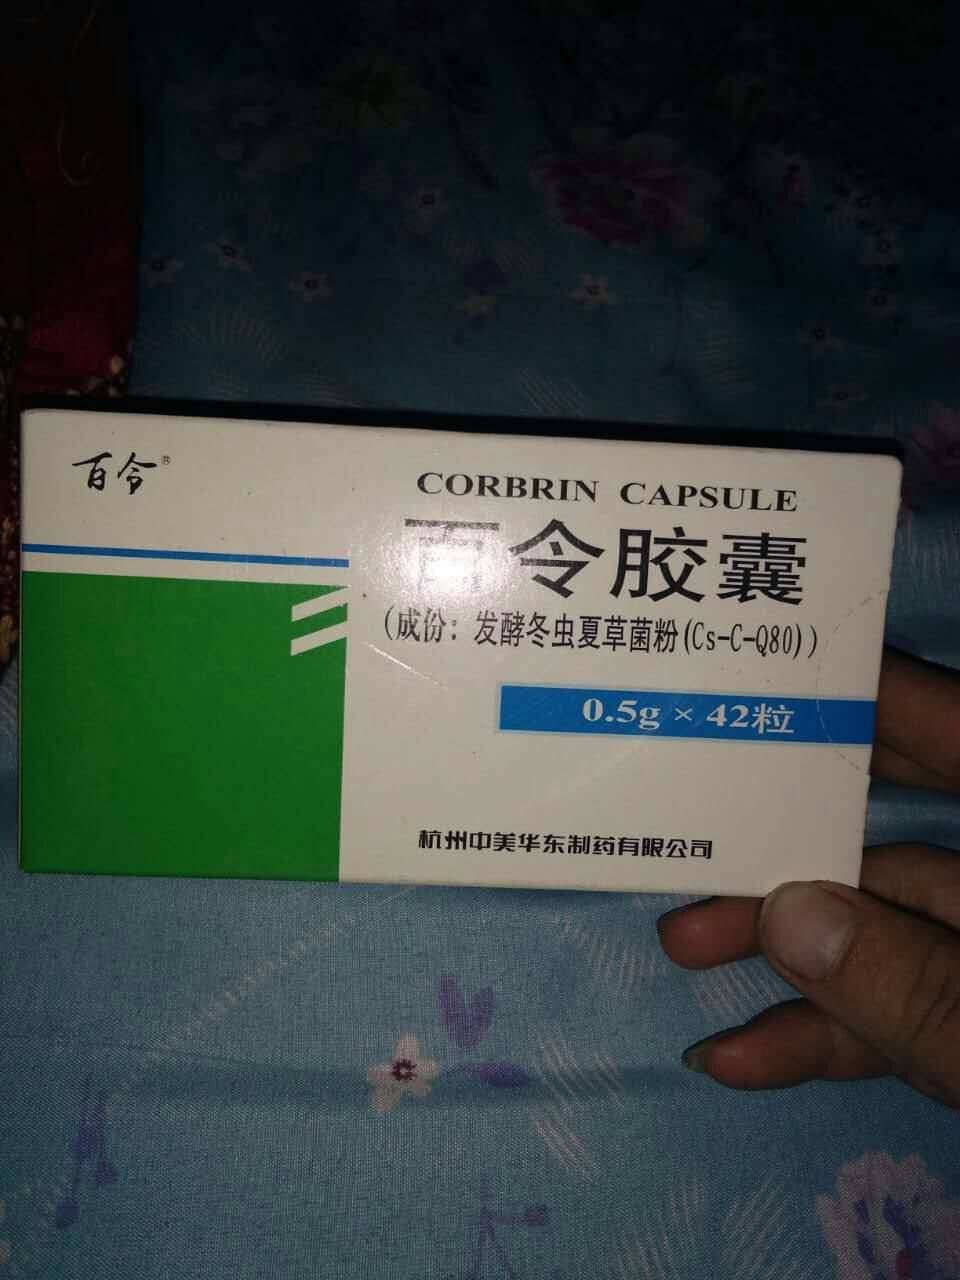 百令®
CORBRIN CAPSULE
百令胶囊
(成份：发酵冬虫夏草菌粉(Cs-C-Q80))
0.5g × 42粒
杭州中美华东制药有限公司